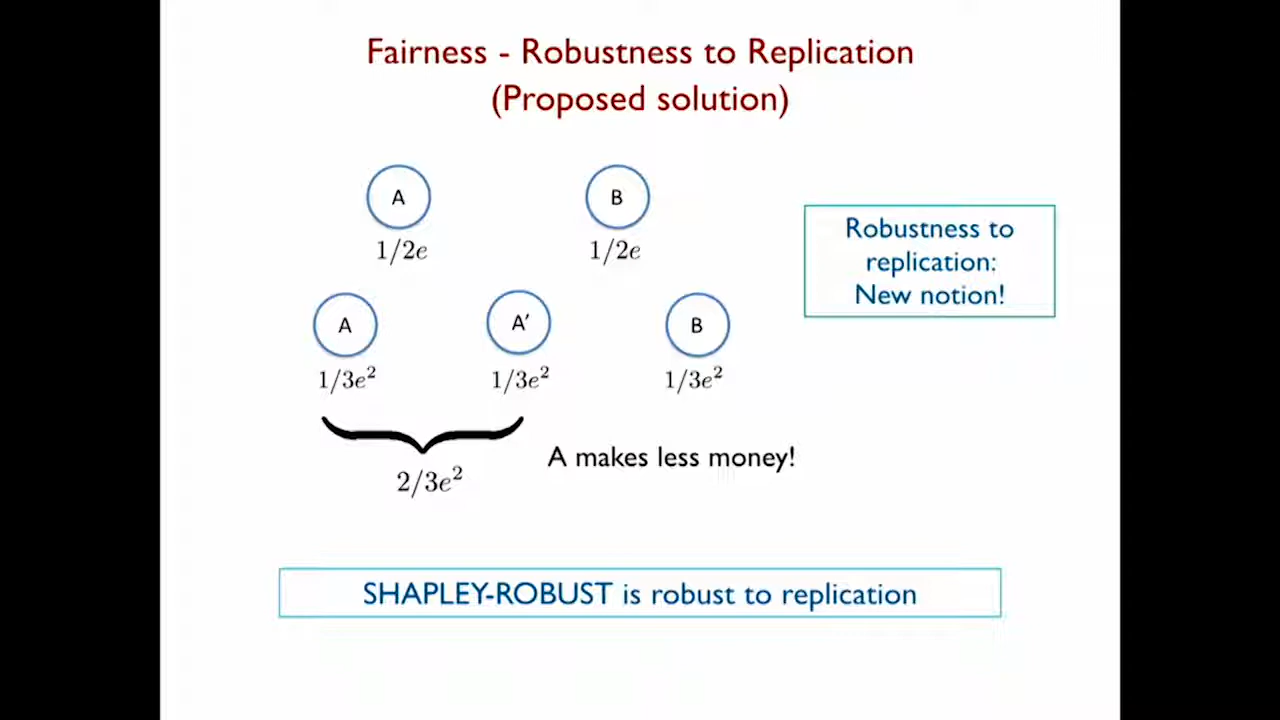 Fairness - Robustness to Replication
(Proposed solution)
A
B
1/2e
1/2e
Robustness to
replication:
New notion!
A
A′
B
1/3e²
1/3e²
1/3e²
2/3e²
A makes less money!
SHAPLEY-ROBUST is robust to replication